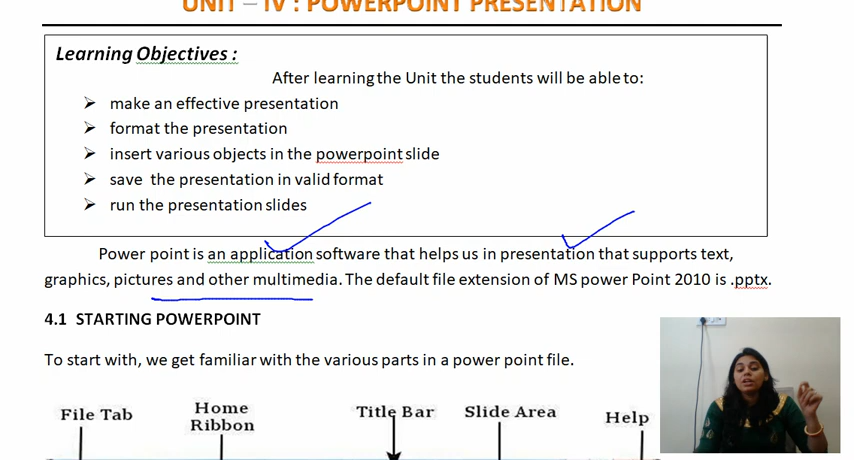 UNIT – IV : POWERPOINT PRESENTATION
Learning Objectives :
After learning the Unit the students will be able to:
➢ make an effective presentation
➢ format the presentation
➢ insert various objects in the powerpoint slide
➢ save the presentation in valid format
➢ run the presentation slides
Power point is an application software that helps us in presentation that supports text,
graphics, pictures and other multimedia. The default file extension of MS power Point 2010 is .pptx.
4.1 STARTING POWERPOINT
To start with, we get familiar with the various parts in a power point file.
File Tab
Home
Ribbon
Title Bar
Slide Area
Help